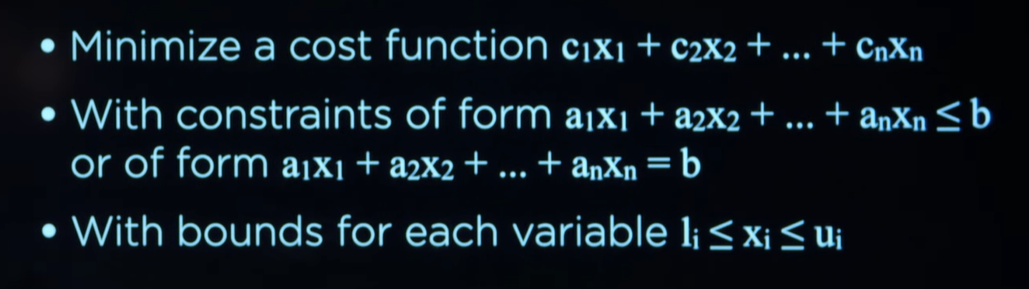 • Minimize a cost function c₁x₁ + c₂x₂ + ... + cₙxₙ
• With constraints of form a₁x₁ + a₂x₂ + ... + aₙxₙ ≤ b
or of form a₁x₁ + a₂x₂ + ... + aₙxₙ = b
• With bounds for each variable lᵢ ≤ xᵢ ≤ uᵢ